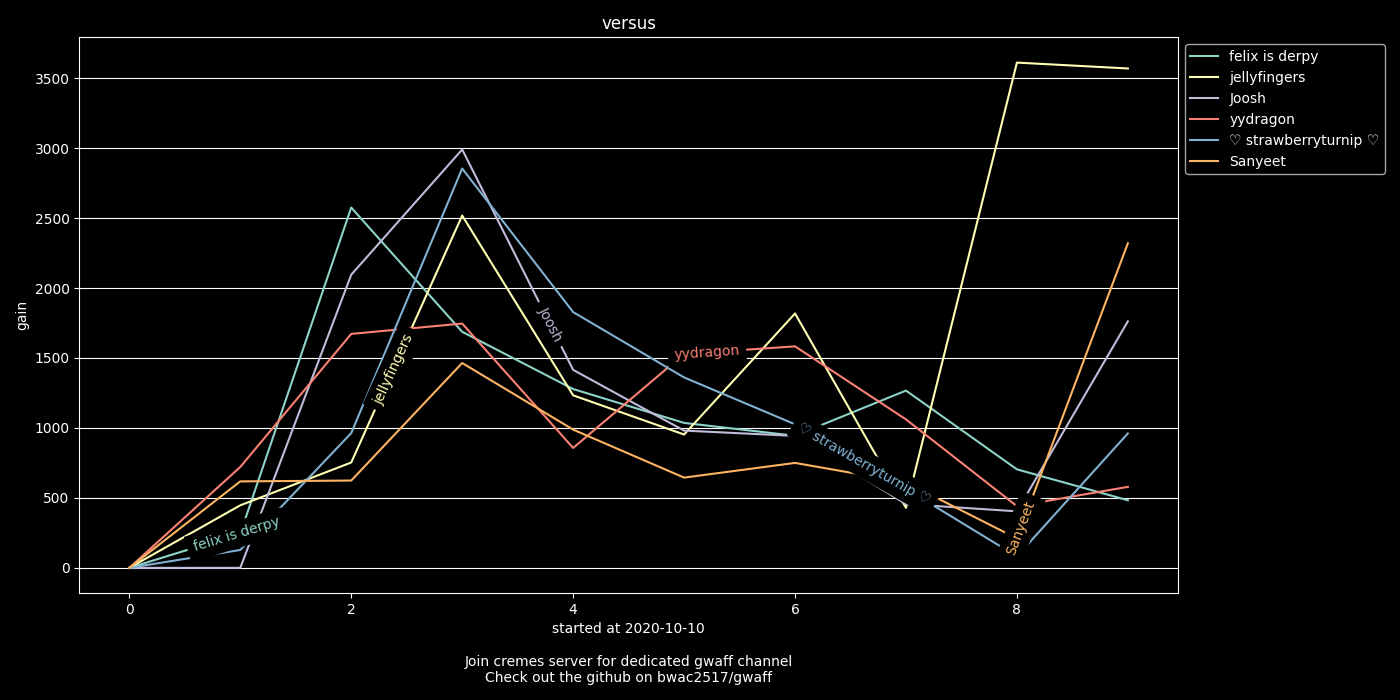 versus
3500
3000
2500
2000
1500
1000
500
0
gain
0 2 4 6 8
started at 2020-10-10
Join cremes server for dedicated gwaff channel
Check out the github on bwac2517/gwaff
felix is derpy
jellyfingers
Joosh
yydragon
♡ strawberryturnip ♡
Sanyeet
felix is derpy
jellyfingers
Joosh
yydragon
♡ strawberryturnip ♡
Sanyeet